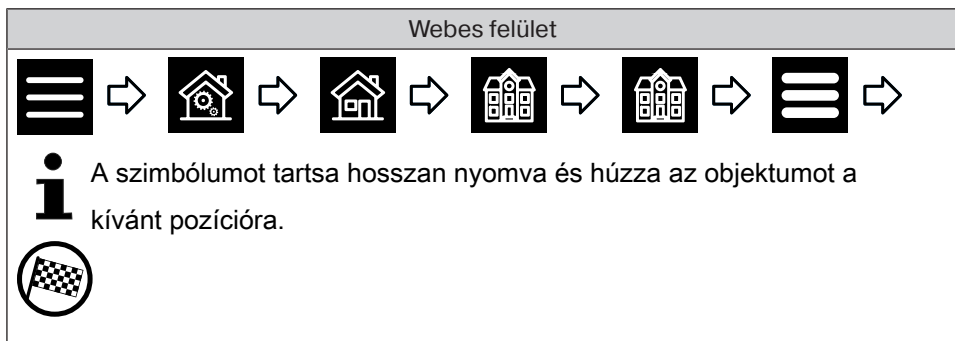 Webes felület
A szimbólumot tartsa hosszan nyomva és húzza az objektumot a
kívánt pozícióra.